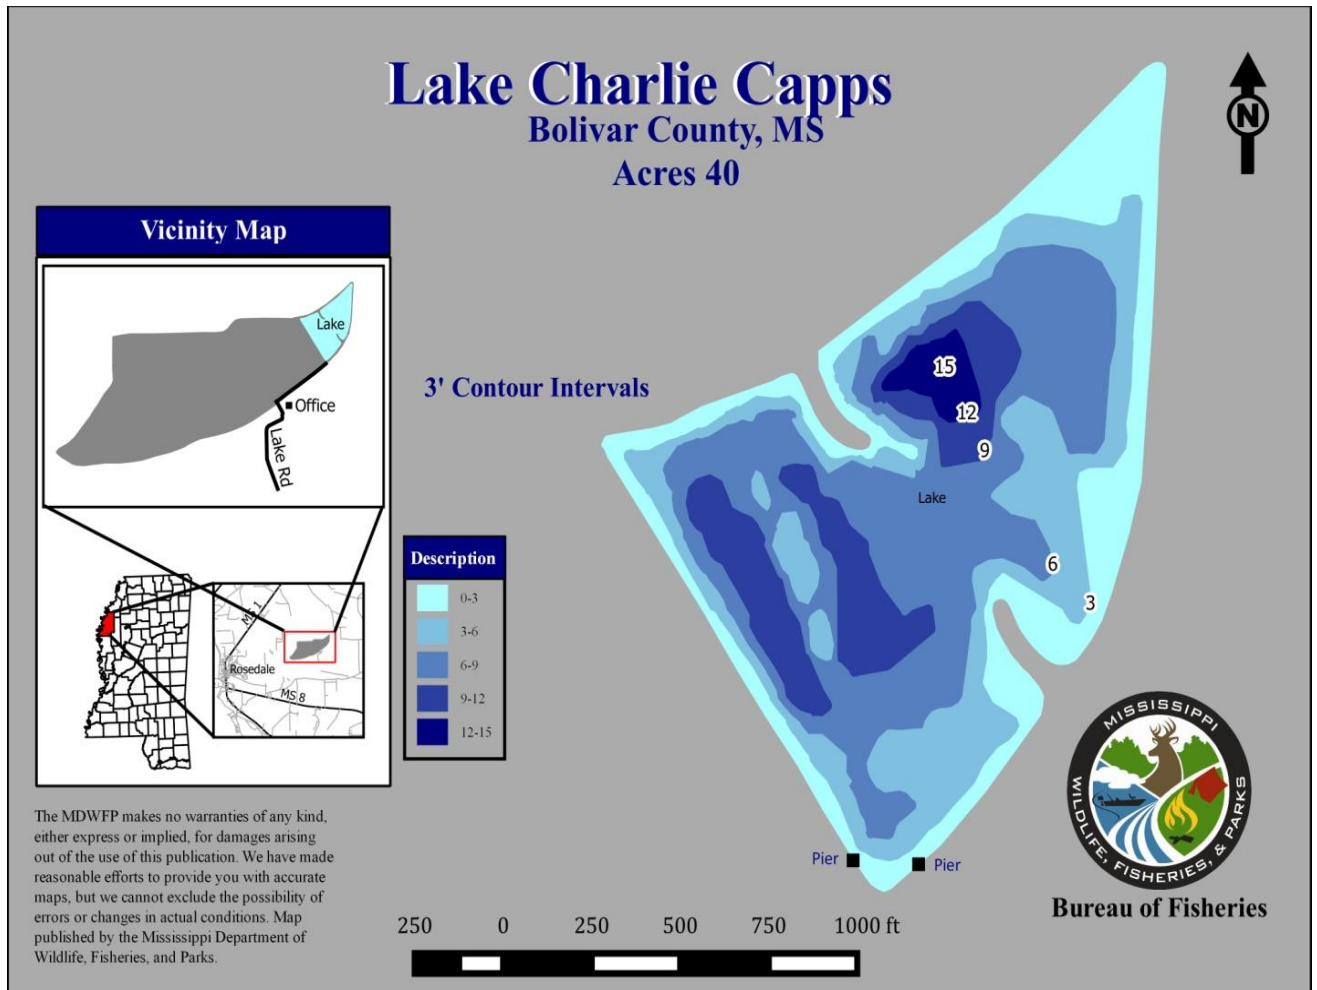 Lake Charlie Capps
Bolivar County, MS
Acres 40
N
Vicinity Map
Lake
Office
Lake Rd
MS 1
Rosedale
MS 8
3' Contour Intervals
15
12
9
Lake
6
3
Description
0-3
3-6
6-9
9-12
12-15
Pier
Pier
The MDWFP makes no warranties of any kind,
either express or implied, for damages arising
out of the use of this publication. We have made
reasonable efforts to provide you with accurate
maps, but we cannot exclude the possibility of
errors or changes in actual conditions. Map
published by the Mississippi Department of
Wildlife, Fisheries, and Parks.
250 0 250 500 750 1000 ft
MISSISSIPPI
WILDLIFE, FISHERIES, & PARKS
Bureau of Fisheries